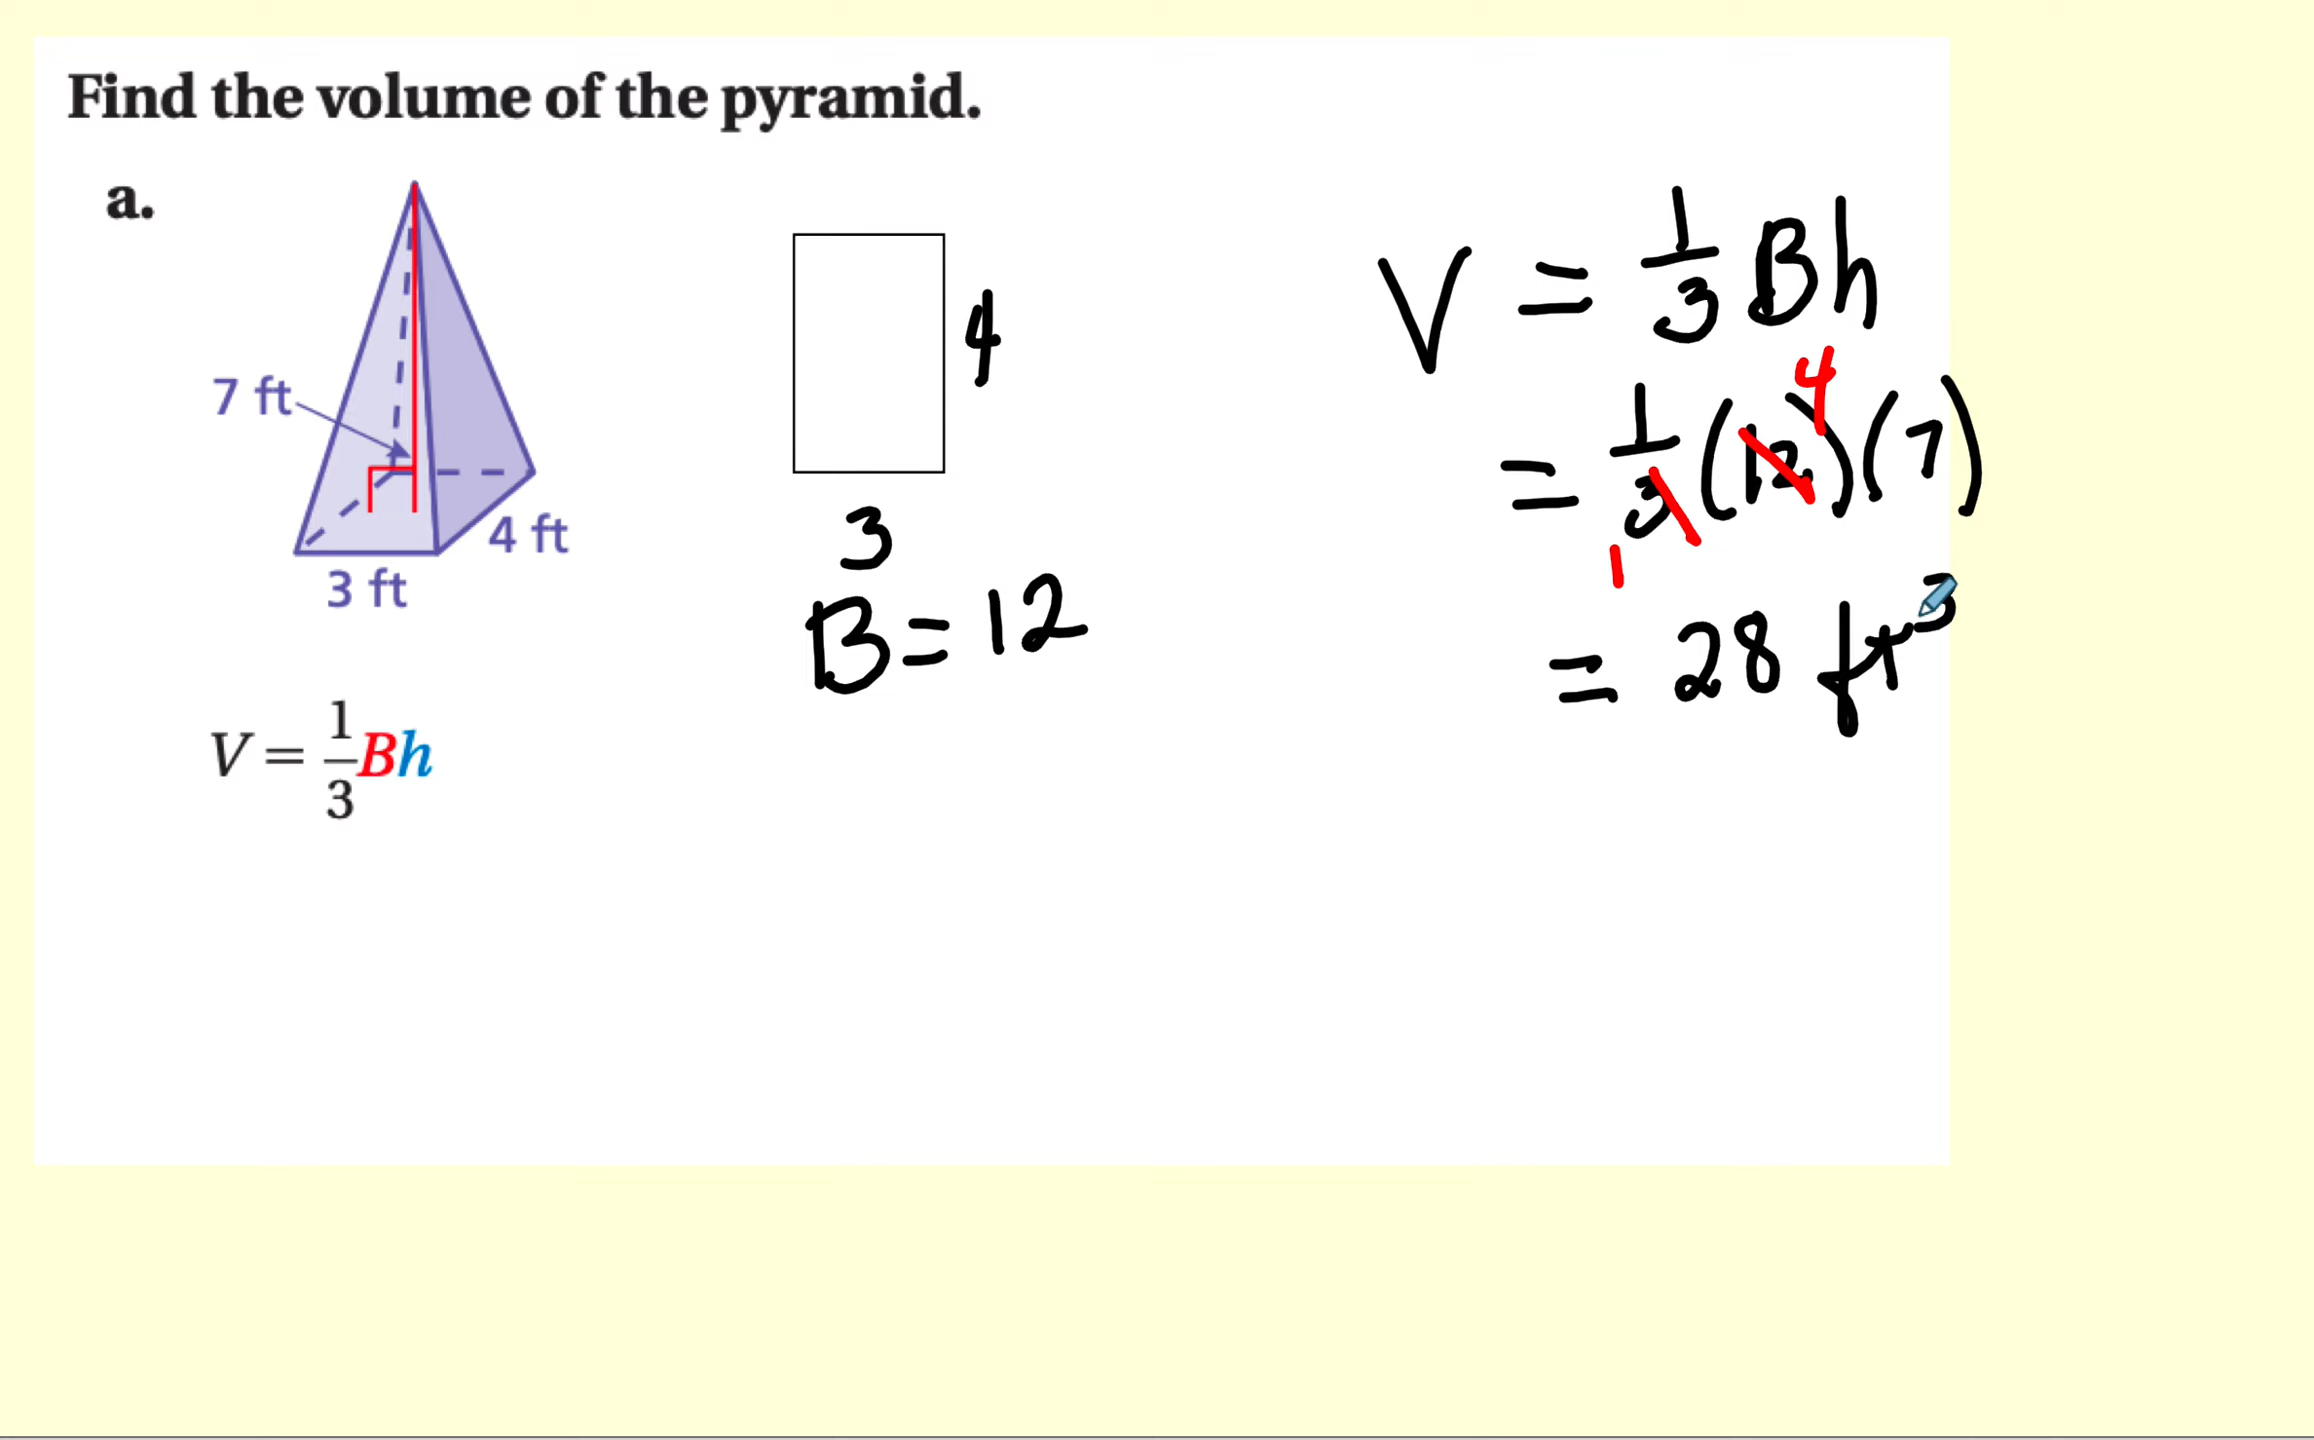 Find the volume of the pyramid.
a.
7 ft
4 ft
3 ft
V = 1/3 Bh
4
3
B = 12
V = 1/3 Bh
= 1/3 (12) (7)
4
1
= 28 ft³